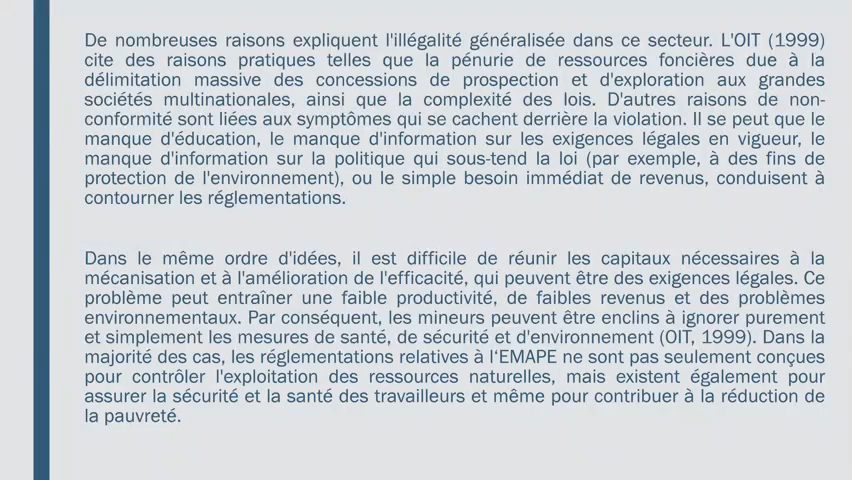 De nombreuses raisons expliquent l'illégalité généralisée dans ce secteur. L'OIT (1999)
cite des raisons pratiques telles que la pénurie de ressources foncières due à la
délimitation massive des concessions de prospection et d'exploration aux grandes
sociétés multinationales, ainsi que la complexité des lois. D'autres raisons de non-
conformité sont liées aux symptômes qui se cachent derrière la violation. Il se peut que le
manque d'éducation, le manque d'information sur les exigences légales en vigueur, le
manque d'information sur la politique qui sous-tend la loi (par exemple, à des fins de
protection de l'environnement), ou le simple besoin immédiat de revenus, conduisent à
contourner les réglementations.
Dans le même ordre d'idées, il est difficile de réunir les capitaux nécessaires à la
mécanisation et à l'amélioration de l'efficacité, qui peuvent être des exigences légales. Ce
problème peut entraîner une faible productivité, de faibles revenus et des problèmes
environnementaux. Par conséquent, les mineurs peuvent être enclins à ignorer purement
et simplement les mesures de santé, de sécurité et d'environnement (OIT, 1999). Dans la
majorité des cas, les réglementations relatives à l'EMAPE ne sont pas seulement conçues
pour contrôler l'exploitation des ressources naturelles, mais existent également pour
assurer la sécurité et la santé des travailleurs et même pour contribuer à la réduction de
la pauvreté.